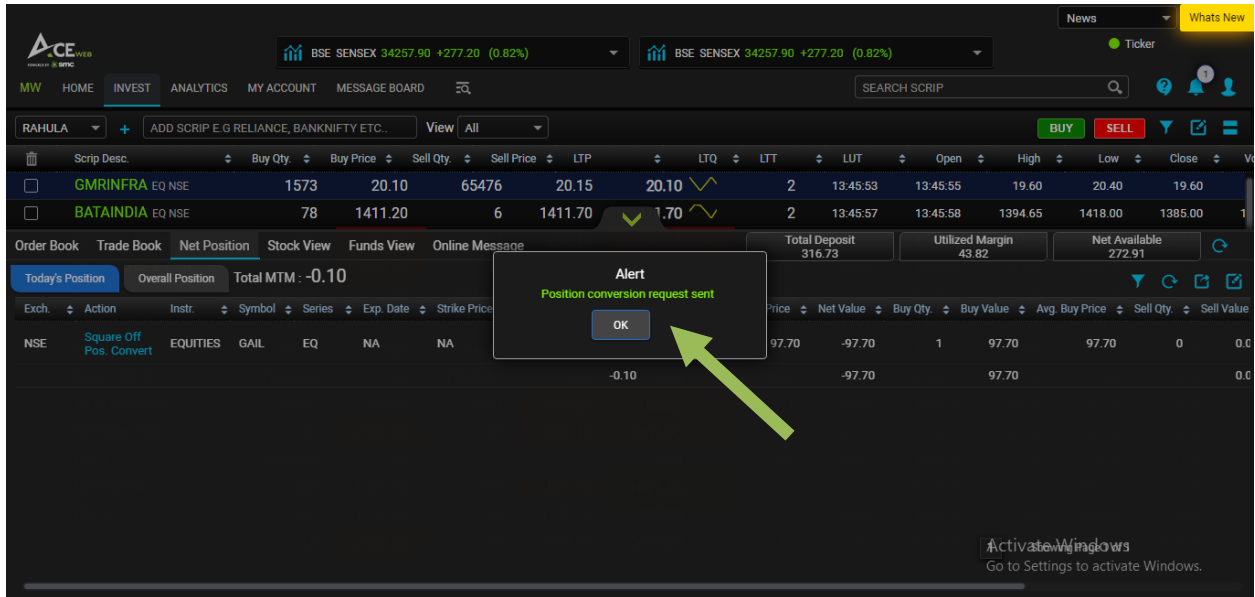 News
Whats New
ACE WEB
POWERED BY smc
BSE SENSEX 34257.90 +277.20 (0.82%)
BSE SENSEX 34257.90 +277.20 (0.82%)
Ticker
MW HOME INVEST ANALYTICS MY ACCOUNT MESSAGE BOARD
SEARCH SCRIP
1
RAHULA + ADD SCRIP E.G RELIANCE, BANKNIFTY ETC.. View All
BUY SELL
Scrip Desc. Buy Qty. Buy Price Sell Qty. Sell Price LTP LTQ LTT LUT Open High Low Close
GMRINFRA EQ NSE 1573 20.10 65476 20.15 20.10 2 13:45:53 13:45:55 19.60 20.40 19.60
BATAINDIA EQ NSE 78 1411.20 6 1411.70 1.70 2 13:45:57 13:45:58 1394.65 1418.00 1385.00
Order Book Trade Book Net Position Stock View Funds View Online Message
Total Deposit
316.73
Utilized Margin
43.82
Net Available
272.91
Today's Position Overall Position Total MTM : -0.10
Alert
Position conversion request sent
OK
Exch. Action Instr. Symbol Series Exp. Date Strike Price Price Net Value Buy Qty. Buy Value Avg. Buy Price Sell Qty. Sell Value
NSE Square Off EQUITIES GAIL EQ NA NA 97.70 -97.70 1 97.70 97.70 0 0.0
Pos. Convert
-0.10 -97.70 97.70 0.0
Activate Windows
Go to Settings to activate Windows.